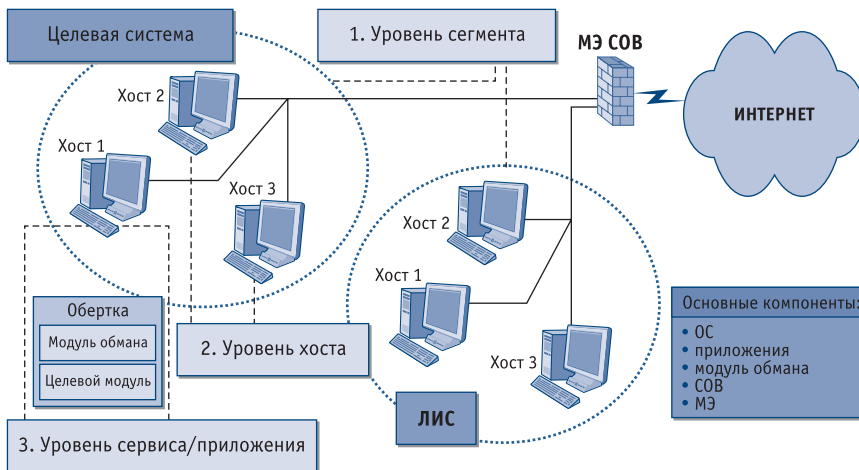 Целевая система
1. Уровень сегмента
МЭ СОВ
ИНТЕРНЕТ
Хост 2
Хост 1
Хост 3
Хост 2
Хост 1
Хост 3
Обертка
Модуль обмана
Целевой модуль
2. Уровень хоста
3. Уровень сервиса/приложения
ЛИС
Основные компоненты:
• ОС
• приложения
• модуль обмана
• СОВ
• МЭ